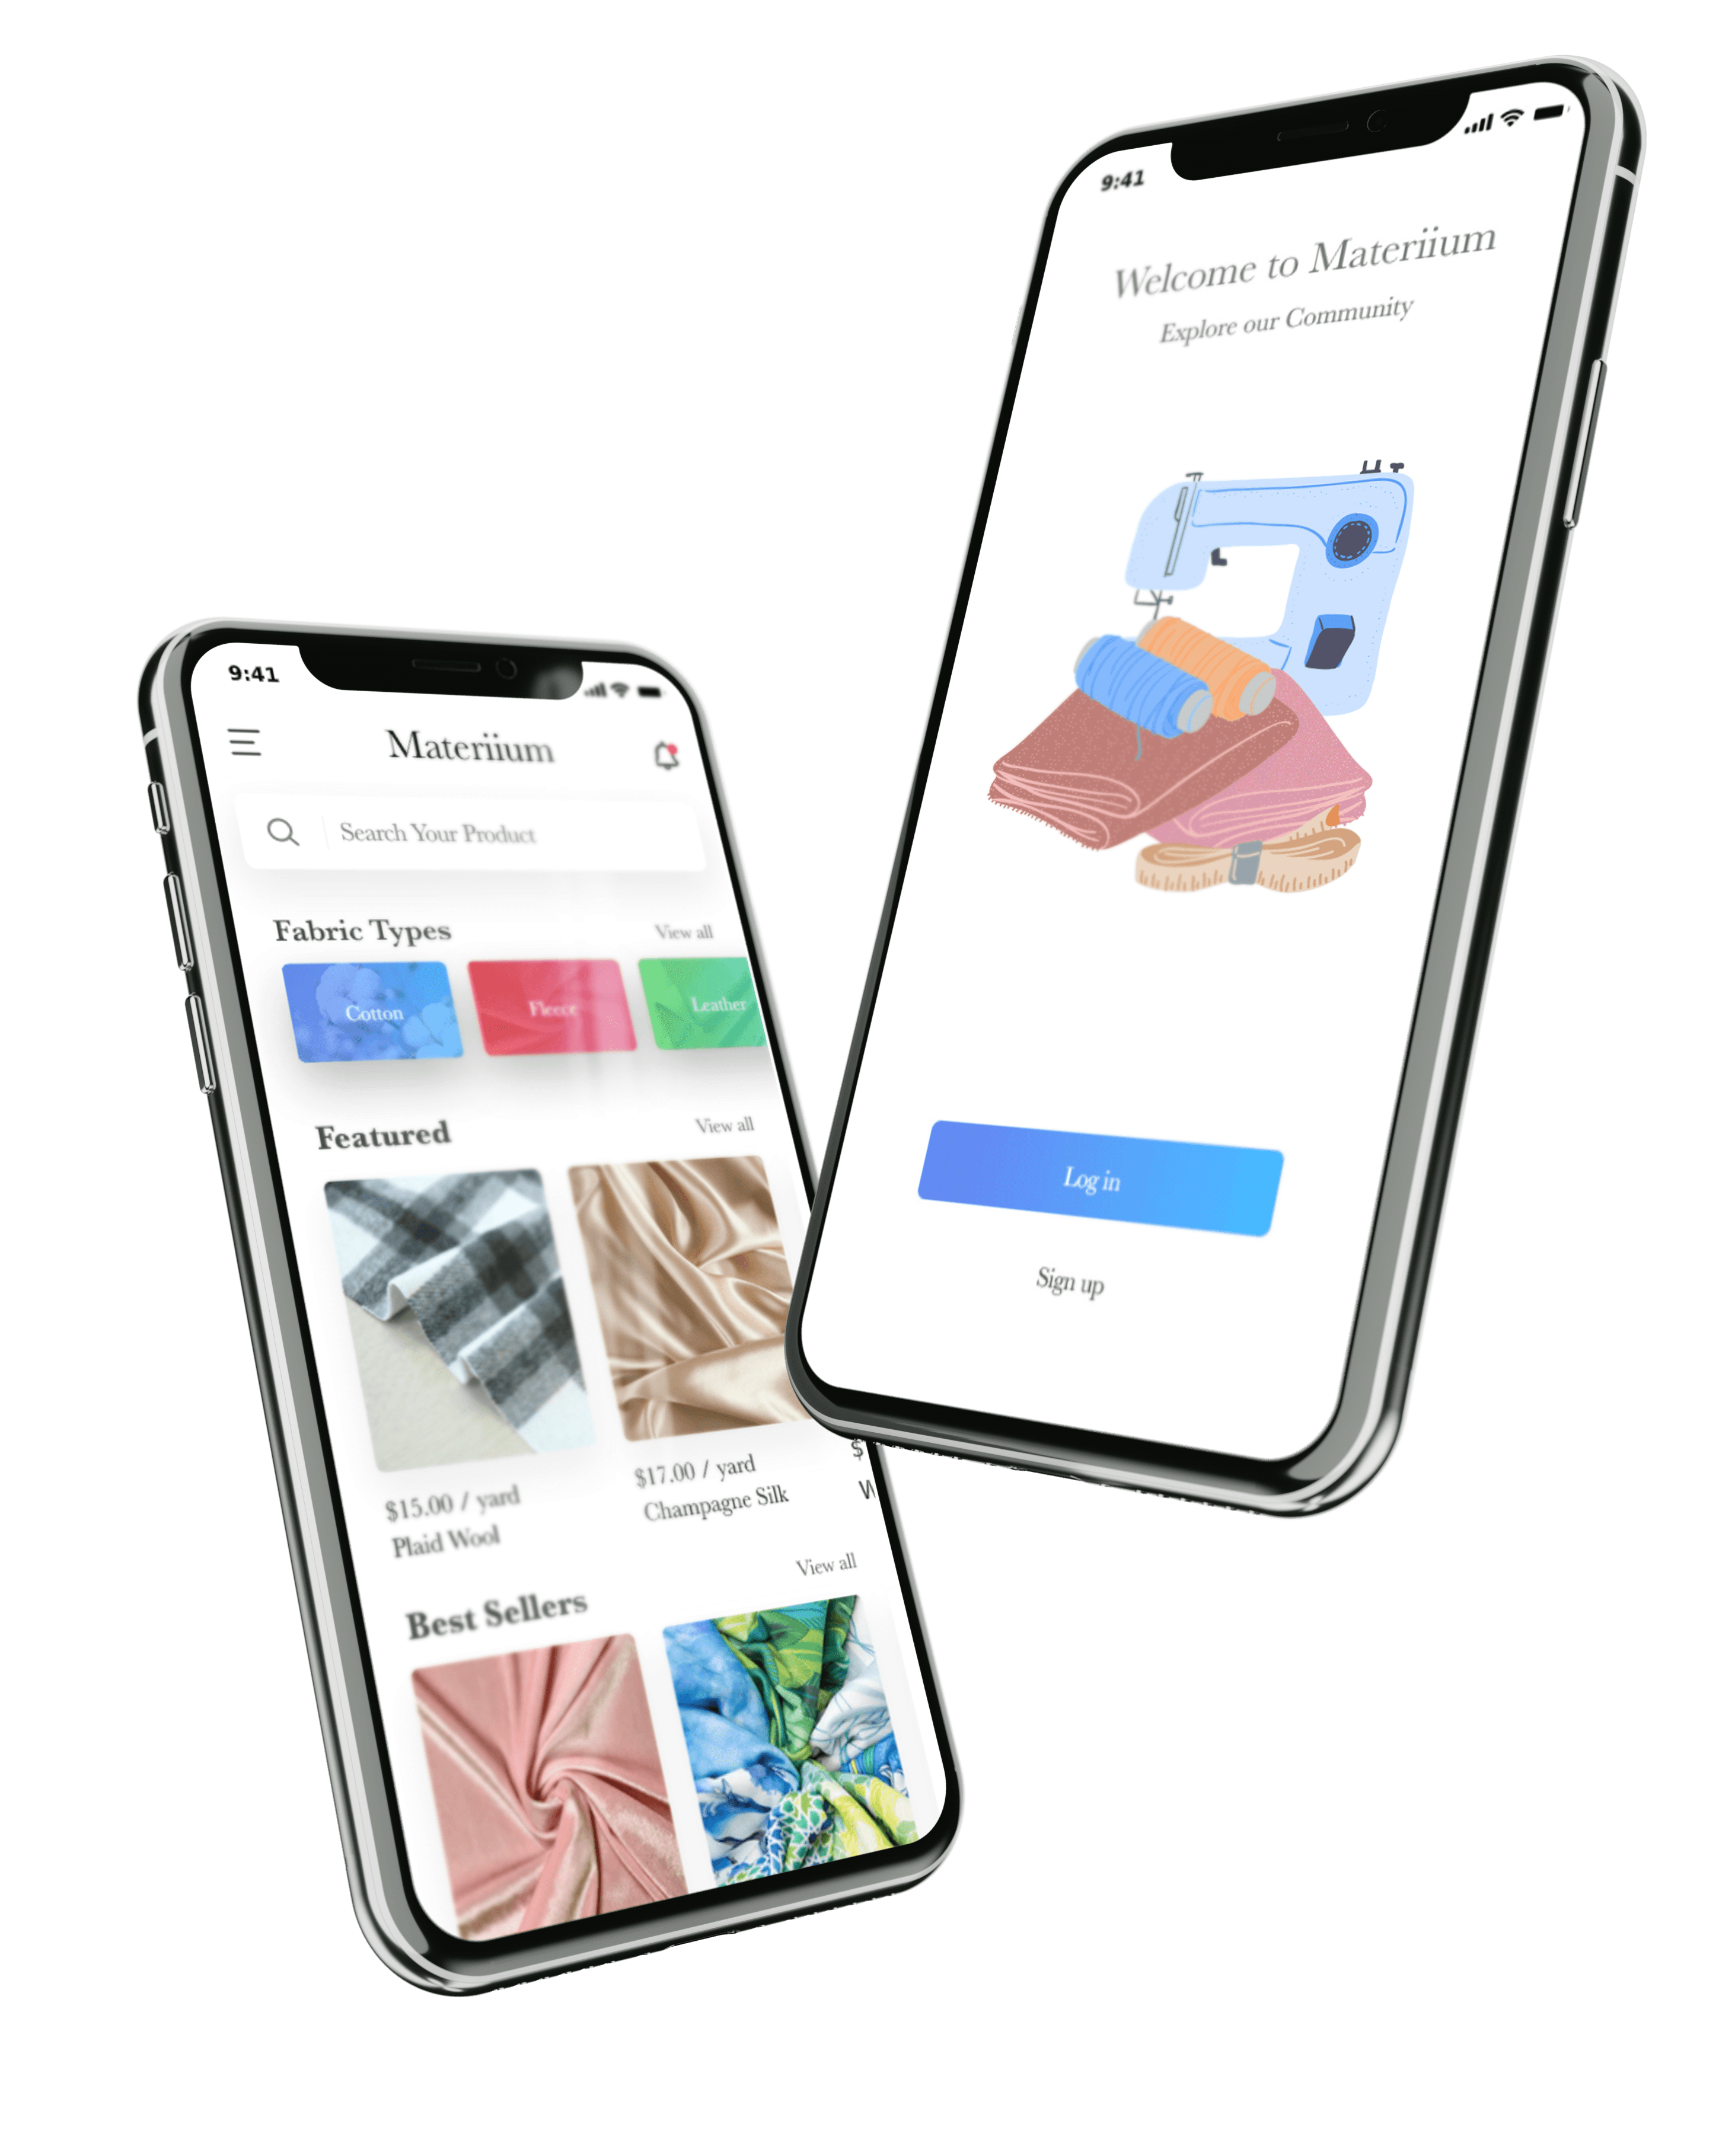 9:41
Materiium
Search Your Product
Fabric Types
View all
Cotton
Fleece
Leather
Featured
View all
$15.00 / yard
Plaid Wool
$17.00 / yard
Champagne Silk
$
W
View all
Best Sellers
9:41
Welcome to Materiium
Explore our Community
Log in
Sign up